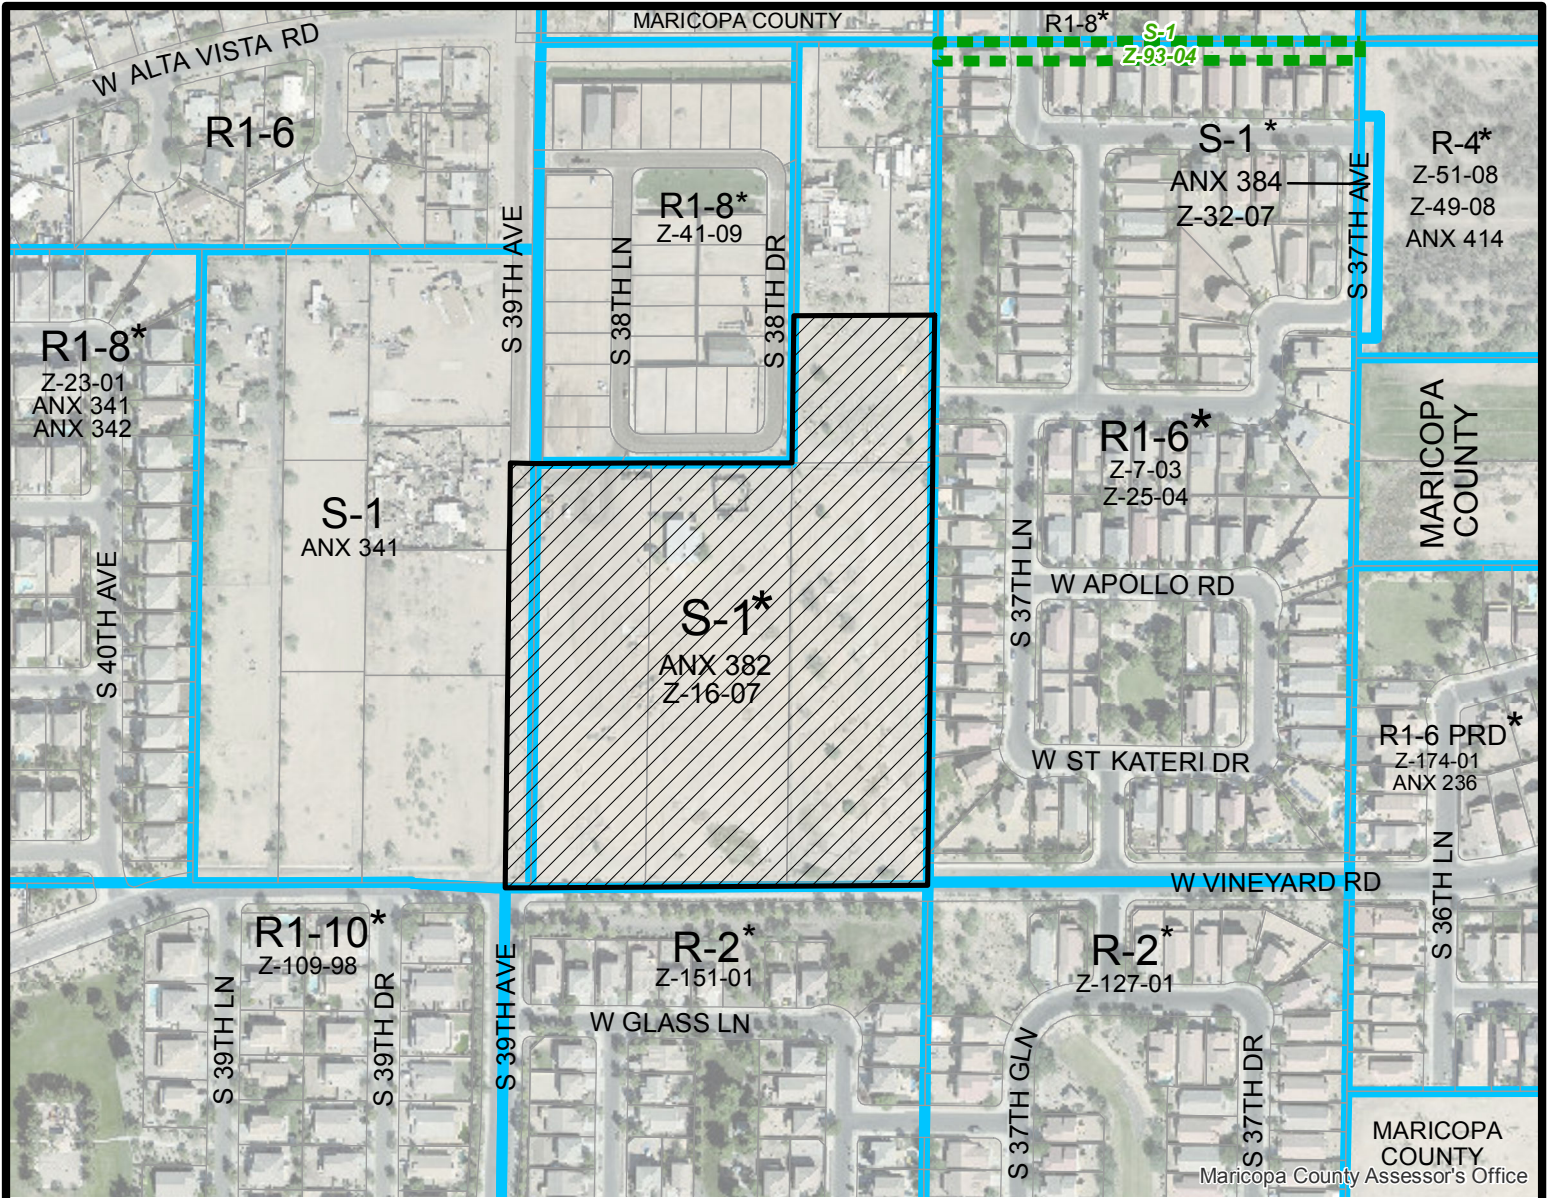 MARICOPA COUNTY
R1-8*
S-1
Z-93-04
W ALTA VISTA RD
R1-6
S-1 *
ANX 384
Z-32-07
R-4*
Z-51-08
Z-49-08
ANX 414
S 37TH AVE
R1-8*
Z-41-09
S 39TH AVE
S 38TH LN
S 38TH DR
R1-8*
Z-23-01
ANX 341
ANX 342
MARICOPA
COUNTY
R1-6*
Z-7-03
Z-25-04
S-1
ANX 341
S 40TH AVE
S 37TH LN
W APOLLO RD
S-1*
ANX 382
Z-16-07
W ST KATERI DR
R1-6 PRD*
Z-174-01
ANX 236
W VINEYARD RD
S 36TH LN
R1-10*
Z-109-98
R-2*
Z-151-01
R-2*
Z-127-01
S 39TH LN
S 39TH DR
S 39TH AVE
W GLASS LN
S 37TH GLN
S 37TH DR
MARICOPA
COUNTY
Maricopa County Assessor's Office